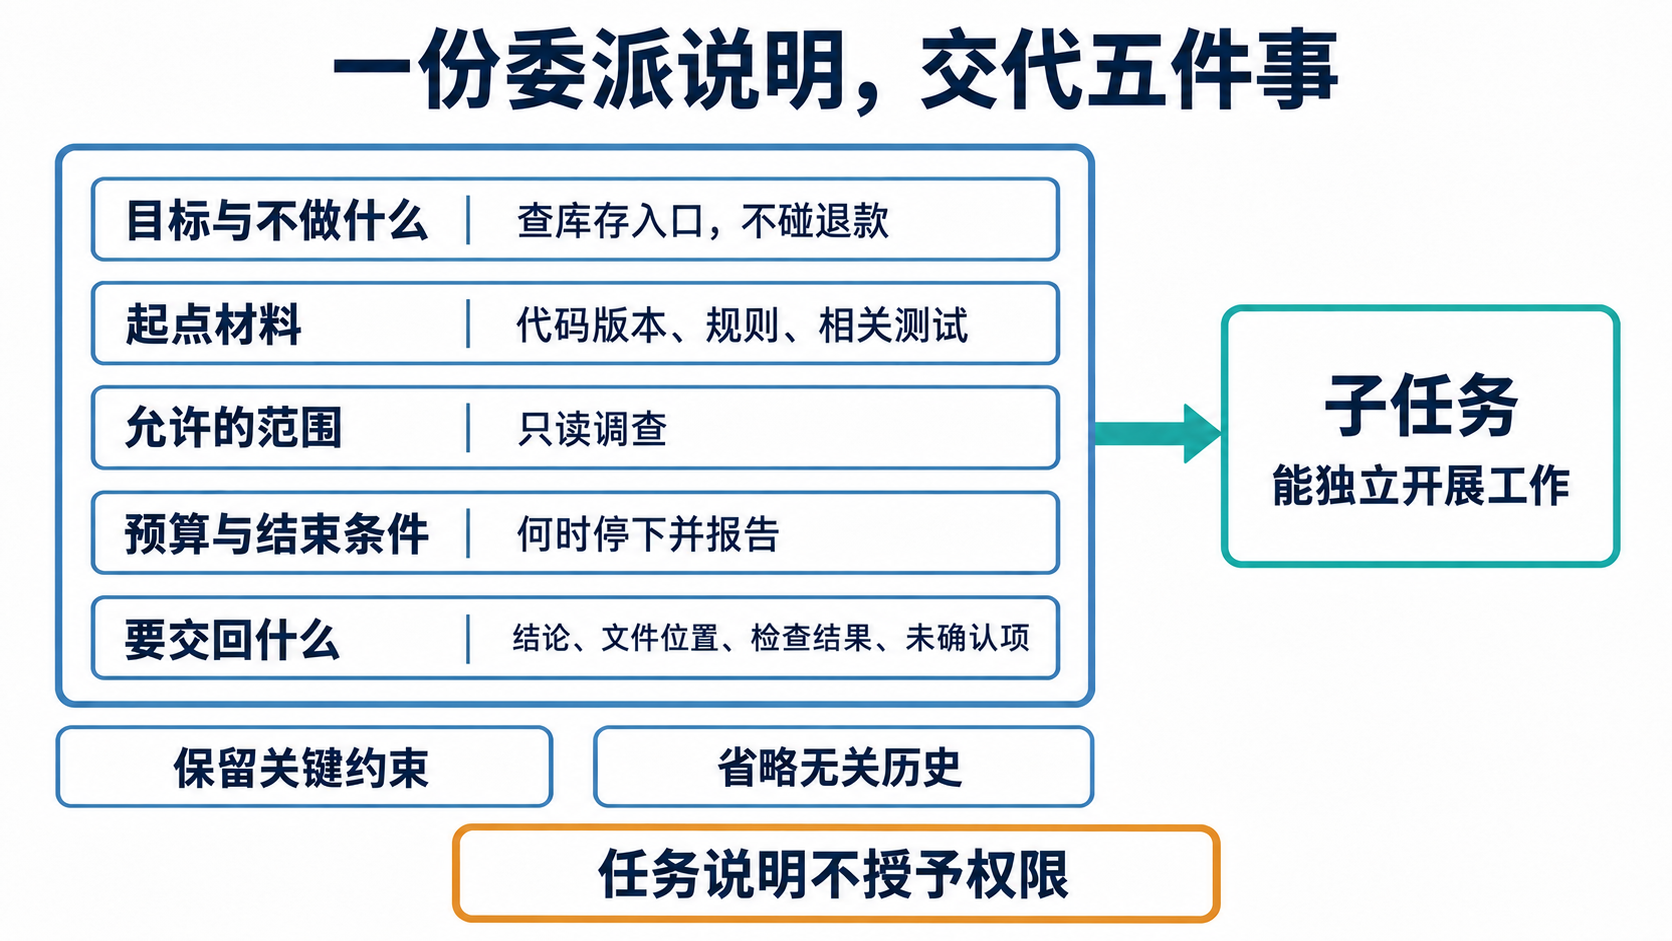 一份委派说明，交代五件事
目标与不做什么
查库存入口，不碰退款
起点材料
代码版本、规则、相关测试
允许的范围
只读调查
预算与结束条件
何时停下并报告
要交回什么
结论、文件位置、检查结果、未确认项
子任务
能独立开展工作
保留关键约束
省略无关历史
任务说明不授予权限